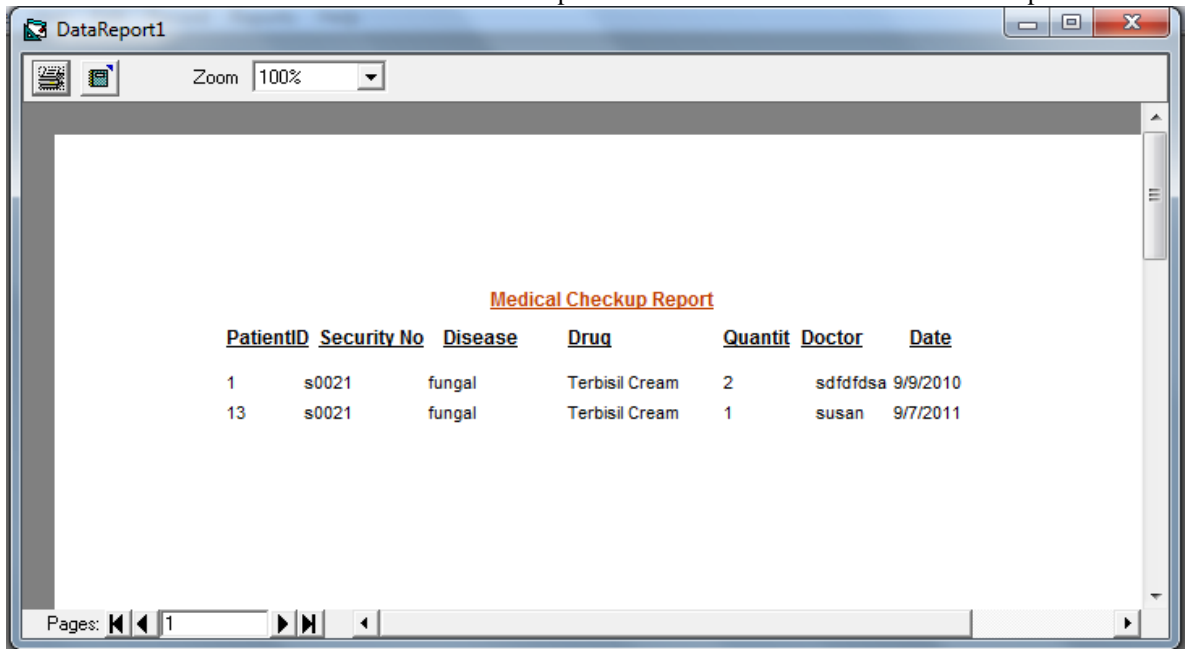 DataReport1
Zoom 100%
Medical Checkup Report
PatientID Security No Disease Drug Quantit Doctor Date
1 s0021 fungal Terbisil Cream 2 sdfdfdsa 9/9/2010
13 s0021 fungal Terbisil Cream 1 susan 9/7/2011
Pages: 1